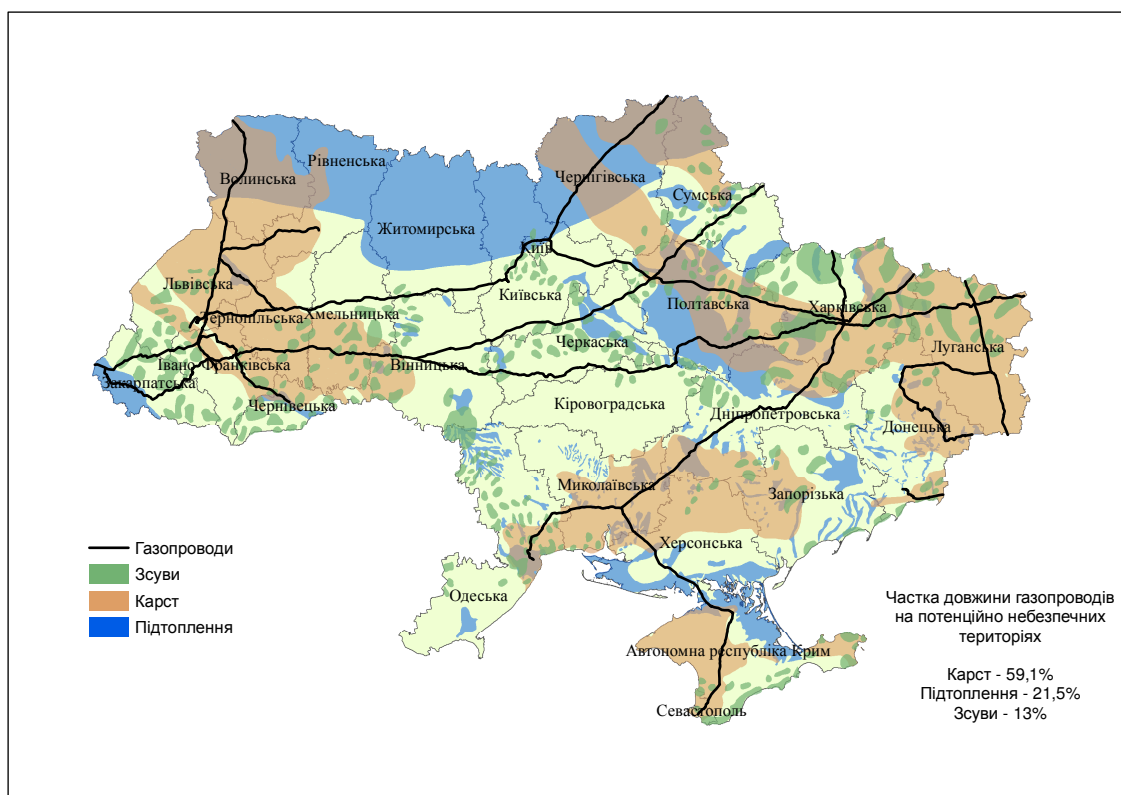 Рівненська
Волинська
Чернігівська
Сумська
Житомирська
Київ
Львівська
Київська
Полтавська
Харківська
Тернопільська
Хмельницька
Черкаська
Луганська
Івано-Франківська
Вінницька
Закарпатська
Чернівецька
Кіровоградська
Дніпропетровська
Донецька
Миколаївська
Запорізька
Херсонська
Одеська
Автономна республіка Крим
Севастополь
Газопроводи
Зсуви
Карст
Підтоплення
Частка довжини газопроводів
на потенційно небезпечних
територіях
Карст - 59,1%
Підтоплення - 21,5%
Зсуви - 13%